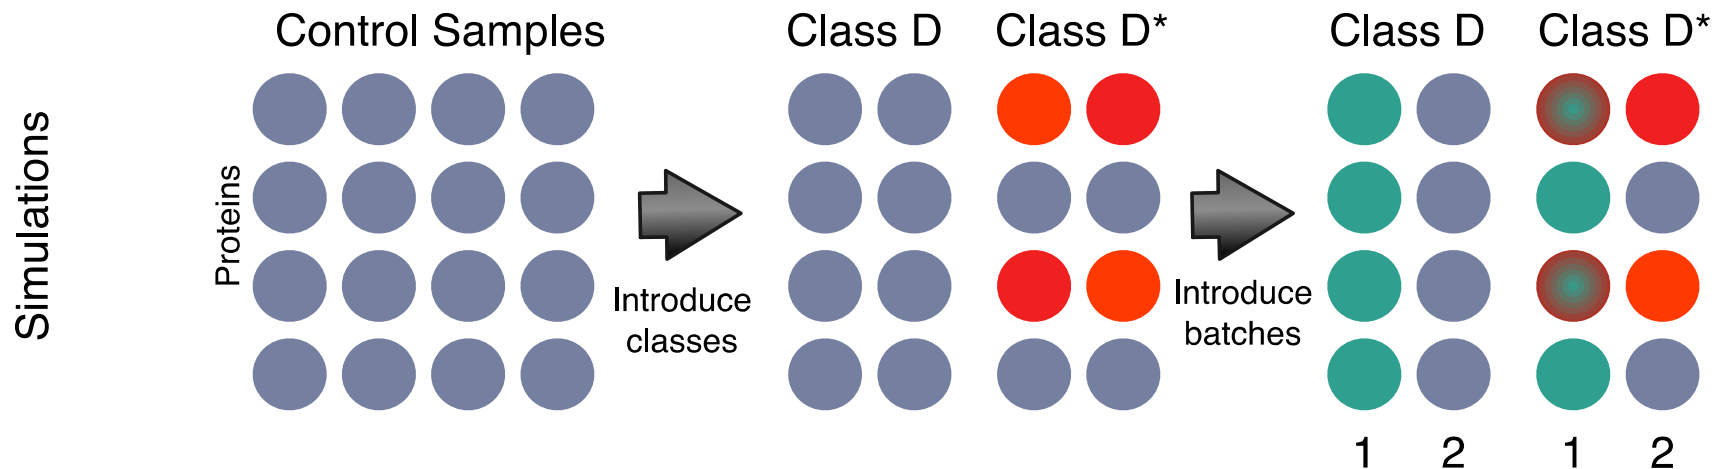 Simulations
Proteins
Control Samples
Introduce
classes
Class D
Class D*
Introduce
batches
Class D
Class D*
1
2
1
2